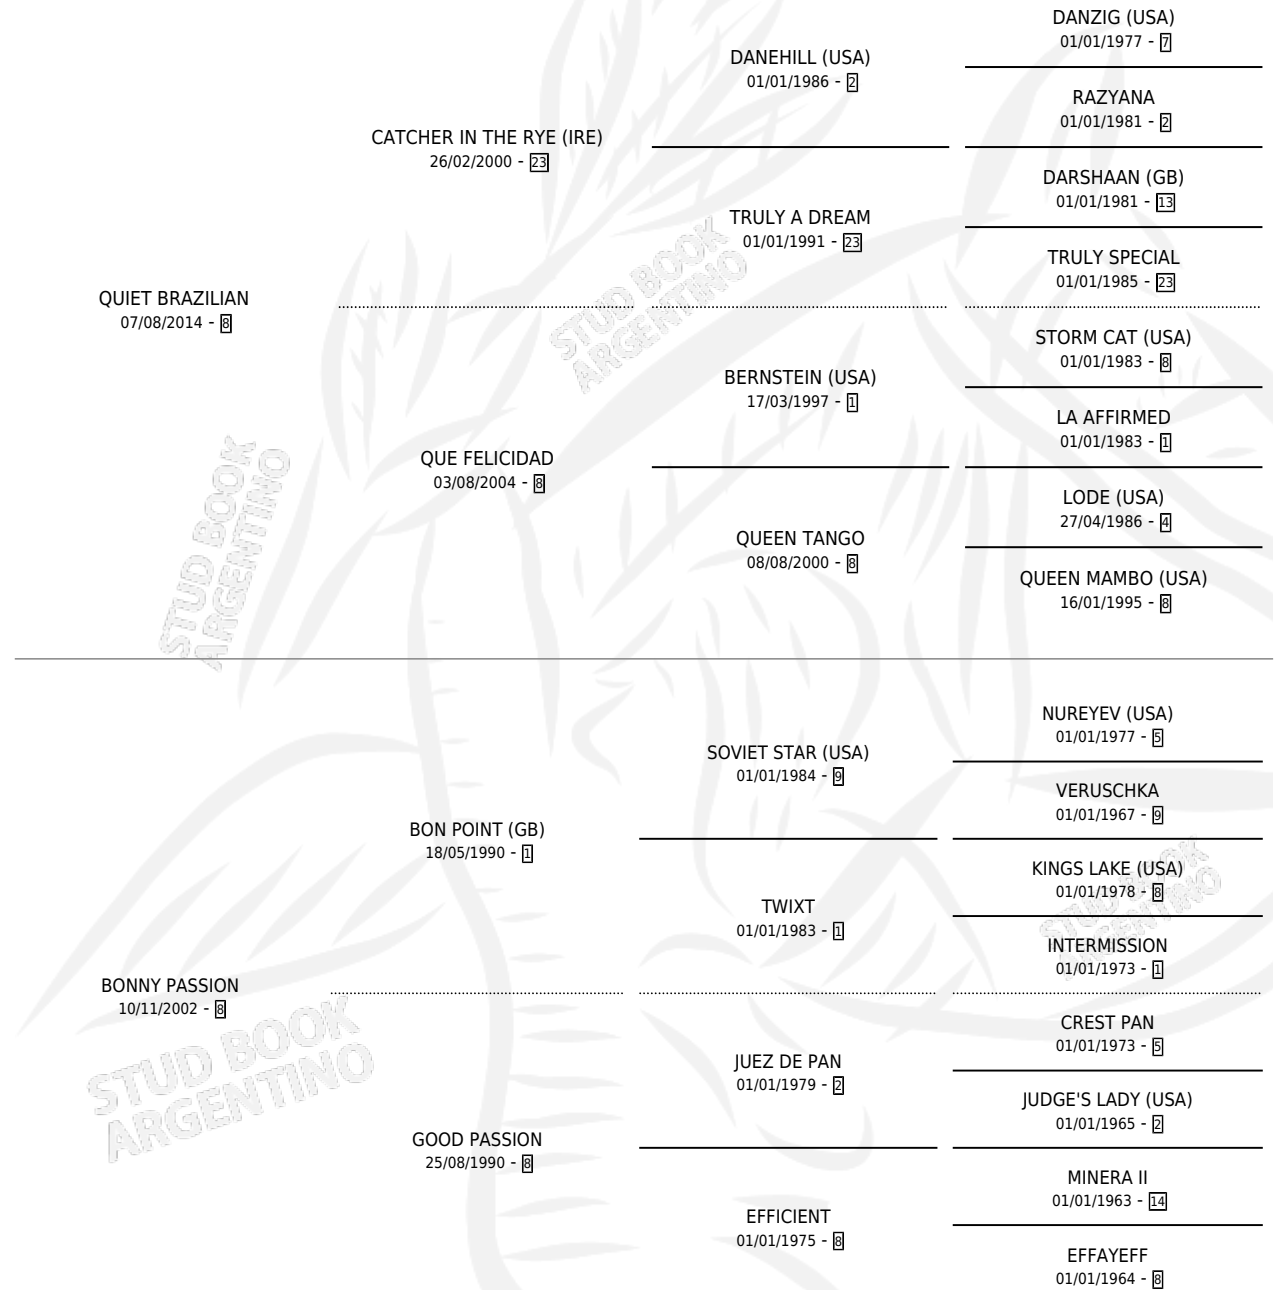 DANZIG (USA)
01/01/1977 - 7
DANEHILL (USA)
01/01/1986 - 2
RAZYANA
01/01/1981 - 2
CATCHER IN THE RYE (IRE)
26/02/2000 - 23
DARSHAAN (GB)
01/01/1981 - 13
TRULY A DREAM
01/01/1991 - 23
TRULY SPECIAL
01/01/1985 - 23
QUIET BRAZILIAN
07/08/2014 - 8
STORM CAT (USA)
01/01/1983 - 8
BERNSTEIN (USA)
17/03/1997 - 1
LA AFFIRMED
01/01/1983 - 1
QUE FELICIDAD
03/08/2004 - 8
LODE (USA)
27/04/1986 - 4
QUEEN TANGO
08/08/2000 - 8
QUEEN MAMBO (USA)
16/01/1995 - 8
NUREYEV (USA)
01/01/1977 - 5
SOVIET STAR (USA)
01/01/1984 - 9
VERUSCHKA
01/01/1967 - 9
BON POINT (GB)
18/05/1990 - 1
KINGS LAKE (USA)
01/01/1978 - 8
TWIXT
01/01/1983 - 1
INTERMISSION
01/01/1973 - 1
BONNY PASSION
10/11/2002 - 8
CREST PAN
01/01/1973 - 5
JUEZ DE PAN
01/01/1979 - 2
JUDGE'S LADY (USA)
01/01/1965 - 2
GOOD PASSION
25/08/1990 - 8
MINERA II
01/01/1963 - 14
EFFICIENT
01/01/1975 - 8
EFFAYEFF
01/01/1964 - 8
STUD BOOK
ARGENTINO
STUD BOOK
ARGENTINO
STUD BOOK
ARGENTINO
STUD BOOK
ARGENTINO